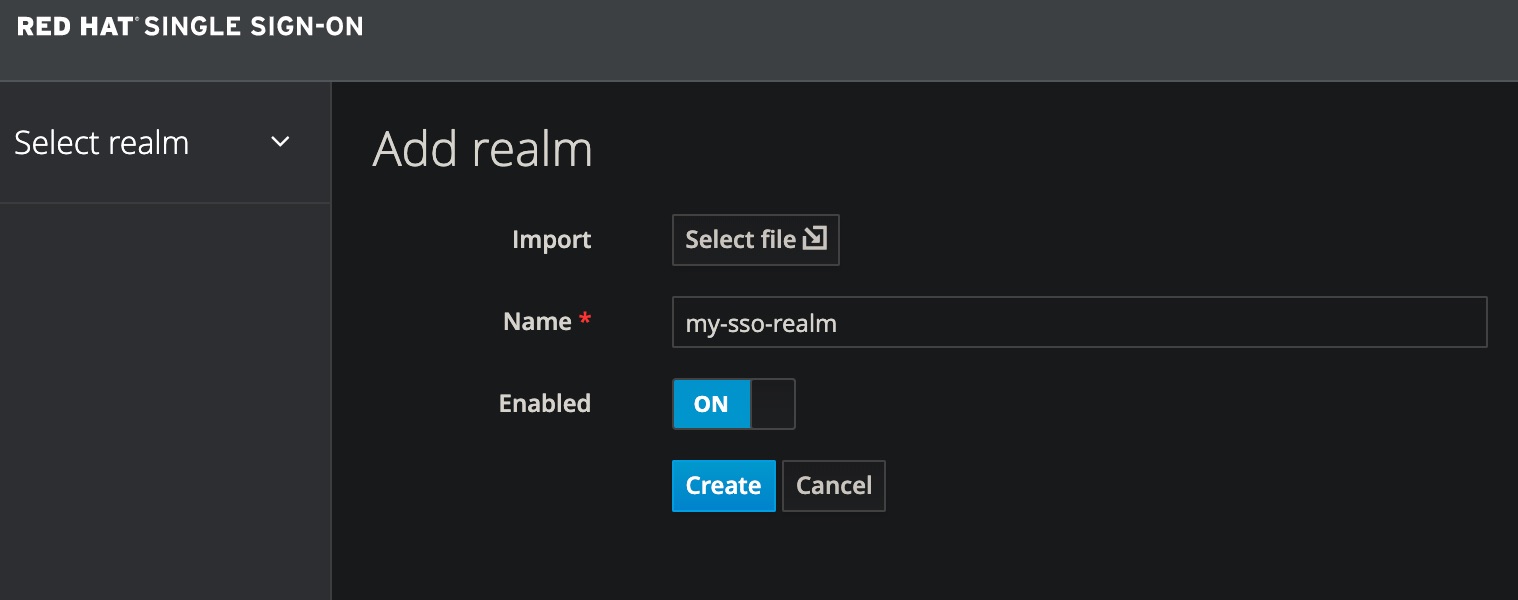 RED HAT® SINGLE SIGN-ON
Select realm
Add realm
Import Select file
Name * my-sso-realm
Enabled ON
Create Cancel